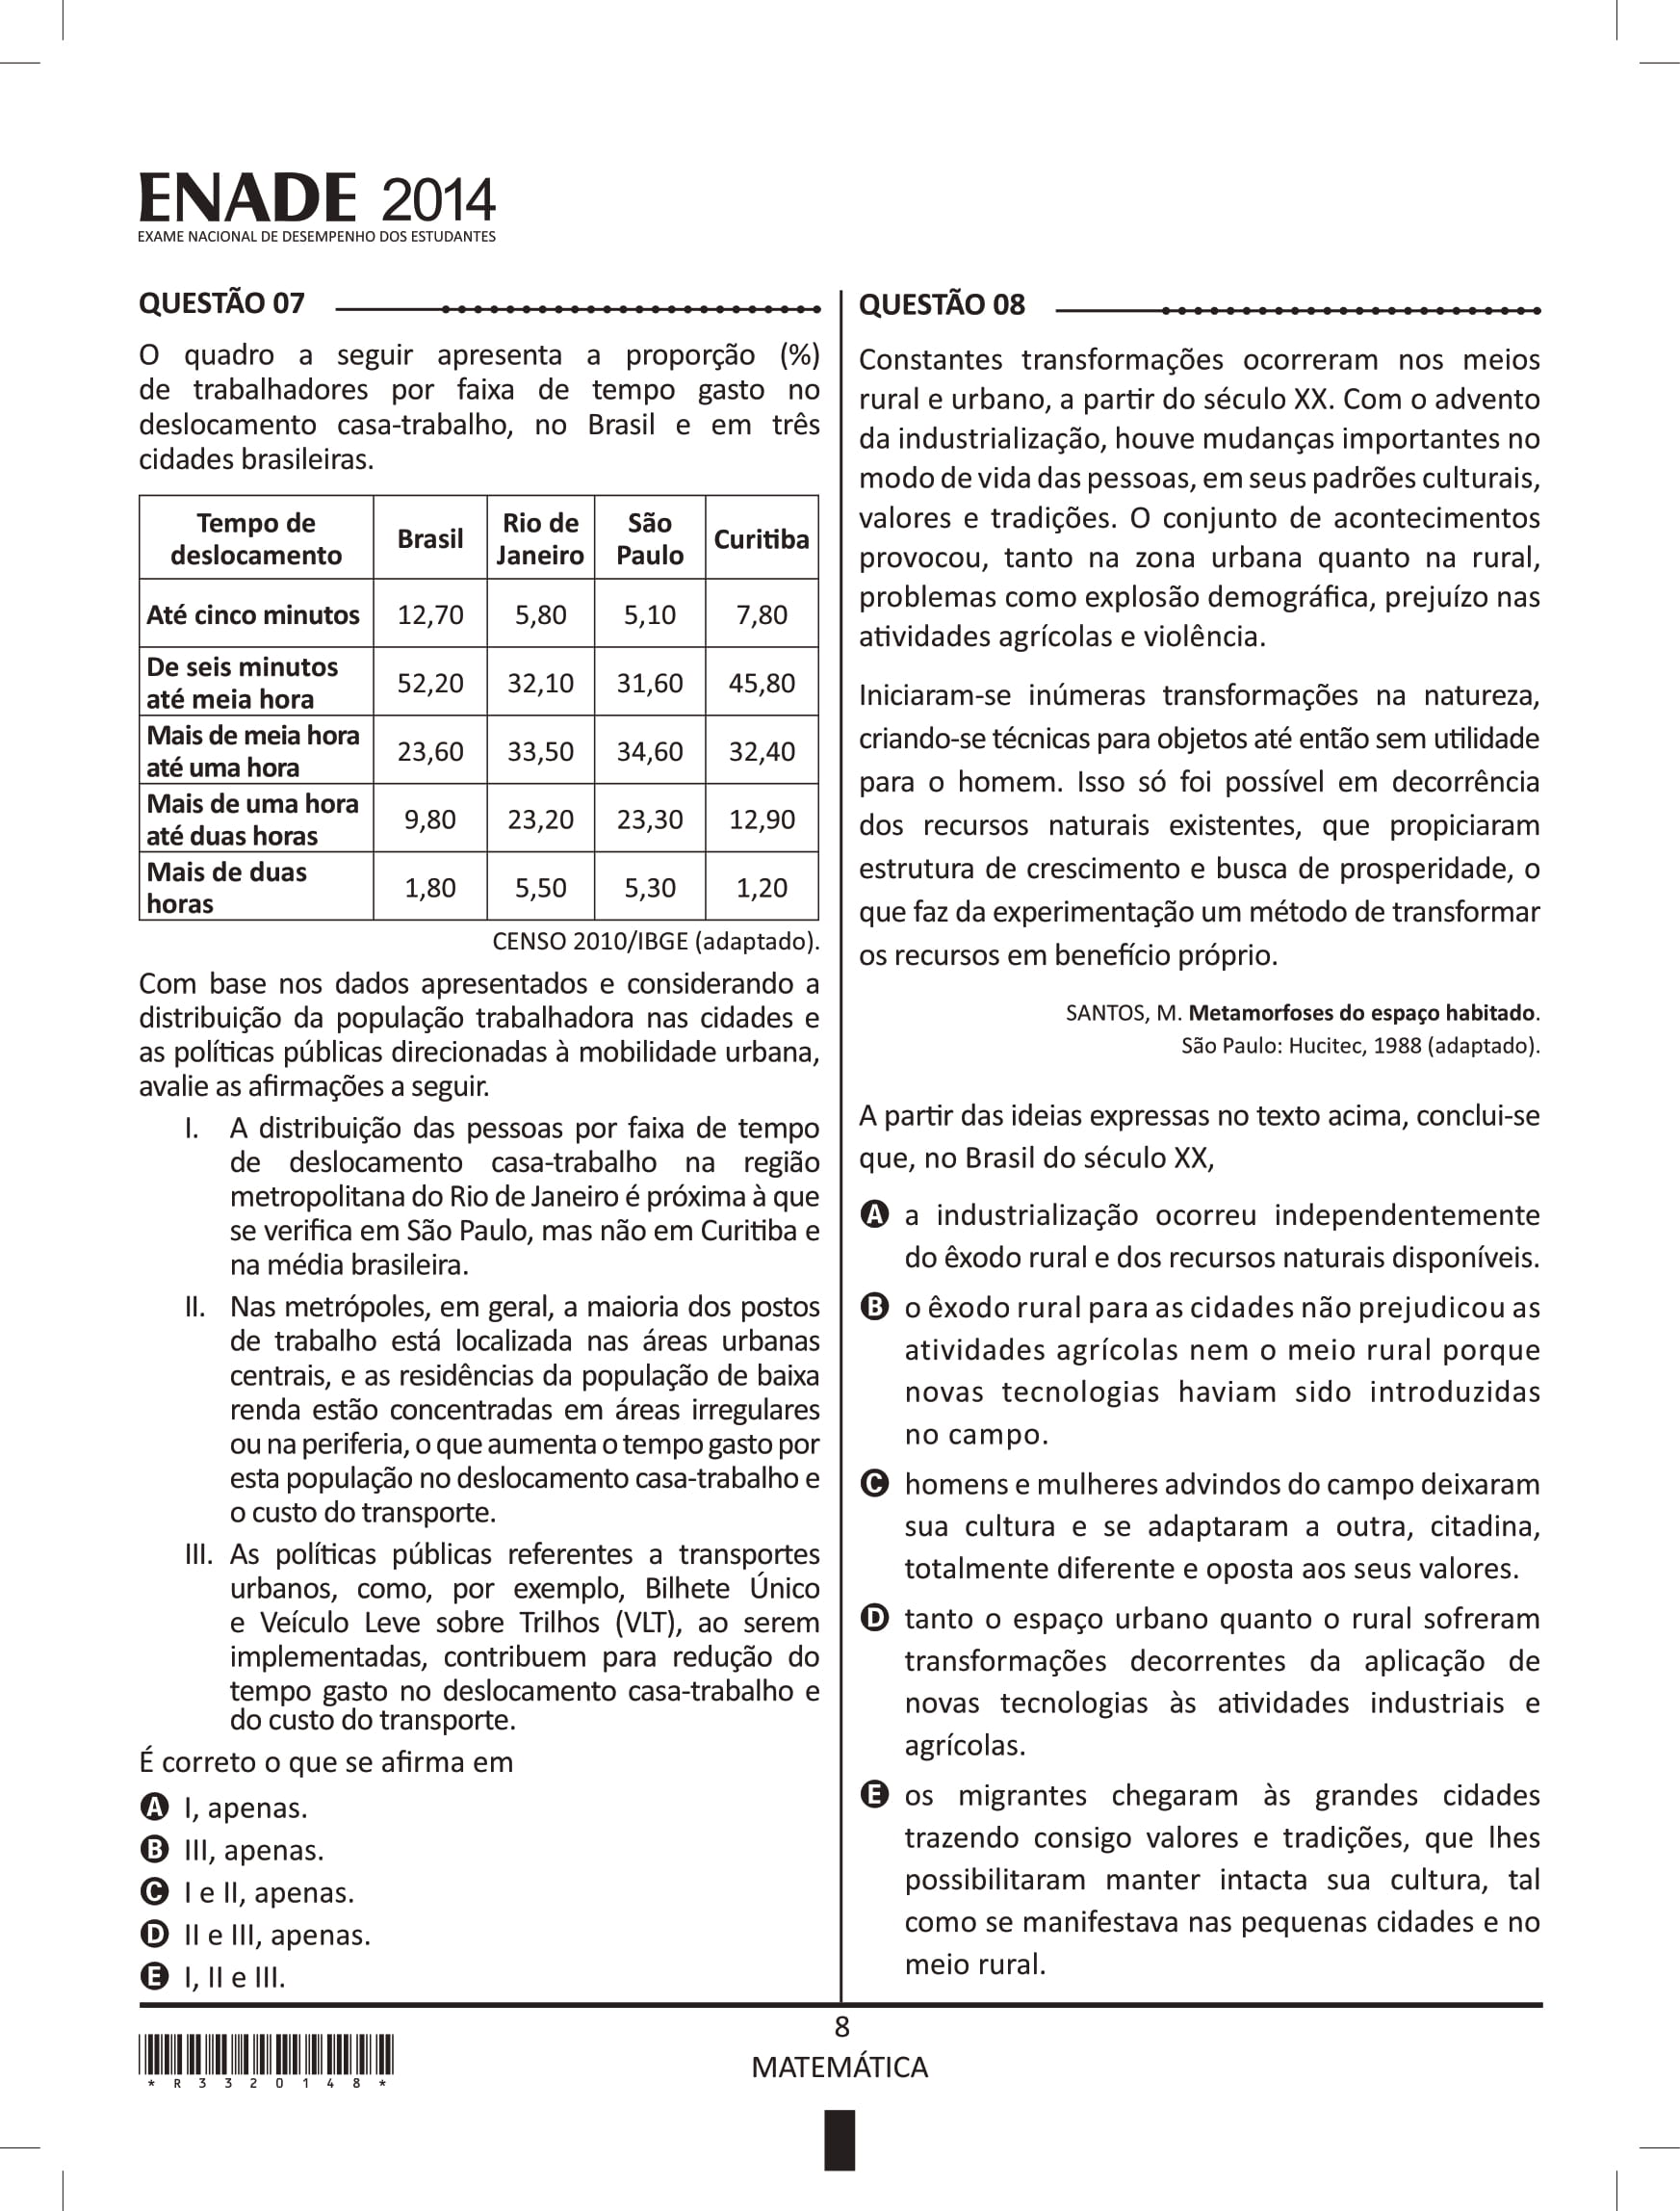 ENADE 2014
EXAME NACIONAL DE DESEMPENHO DOS ESTUDANTES
QUESTÃO 07
O quadro a seguir apresenta a proporção (%)
de trabalhadores por faixa de tempo gasto no
deslocamento casa-trabalho, no Brasil e em três
cidades brasileiras.
Tempo de deslocamento Brasil Rio de Janeiro São Paulo Curitiba
Até cinco minutos 12,70 5,80 5,10 7,80
De seis minutos até meia hora 52,20 32,10 31,60 45,80
Mais de meia hora até uma hora 23,60 33,50 34,60 32,40
Mais de uma hora até duas horas 9,80 23,20 23,30 12,90
Mais de duas horas 1,80 5,50 5,30 1,20
CENSO 2010/IBGE (adaptado).
Com base nos dados apresentados e considerando a
distribuição da população trabalhadora nas cidades e
as políticas públicas direcionadas à mobilidade urbana,
avalie as afirmações a seguir.
I. A distribuição das pessoas por faixa de tempo
de deslocamento casa-trabalho na região
metropolitana do Rio de Janeiro é próxima à que
se verifica em São Paulo, mas não em Curitiba e
na média brasileira.
II. Nas metrópoles, em geral, a maioria dos postos
de trabalho está localizada nas áreas urbanas
centrais, e as residências da população de baixa
renda estão concentradas em áreas irregulares
ou na periferia, o que aumenta o tempo gasto por
esta população no deslocamento casa-trabalho e
o custo do transporte.
III. As políticas públicas referentes a transportes
urbanos, como, por exemplo, Bilhete Único
e Veículo Leve sobre Trilhos (VLT), ao serem
implementadas, contribuem para redução do
tempo gasto no deslocamento casa-trabalho e
do custo do transporte.
É correto o que se afirma em
A I, apenas.
B III, apenas.
C I e II, apenas.
D II e III, apenas.
E I, II e III.
QUESTÃO 08
Constantes transformações ocorreram nos meios
rural e urbano, a partir do século XX. Com o advento
da industrialização, houve mudanças importantes no
modo de vida das pessoas, em seus padrões culturais,
valores e tradições. O conjunto de acontecimentos
provocou, tanto na zona urbana quanto na rural,
problemas como explosão demográfica, prejuízo nas
atividades agrícolas e violência.
Iniciaram-se inúmeras transformações na natureza,
criando-se técnicas para objetos até então sem utilidade
para o homem. Isso só foi possível em decorrência
dos recursos naturais existentes, que propiciaram
estrutura de crescimento e busca de prosperidade, o
que faz da experimentação um método de transformar
os recursos em benefício próprio.
SANTOS, M. Metamorfoses do espaço habitado.
São Paulo: Hucitec, 1988 (adaptado).
A partir das ideias expressas no texto acima, conclui-se
que, no Brasil do século XX,
A a industrialização ocorreu independentemente
do êxodo rural e dos recursos naturais disponíveis.
B o êxodo rural para as cidades não prejudicou as
atividades agrícolas nem o meio rural porque
novas tecnologias haviam sido introduzidas
no campo.
C homens e mulheres advindos do campo deixaram
sua cultura e se adaptaram a outra, citadina,
totalmente diferente e oposta aos seus valores.
D tanto o espaço urbano quanto o rural sofreram
transformações decorrentes da aplicação de
novas tecnologias às atividades industriais e
agrícolas.
E os migrantes chegaram às grandes cidades
trazendo consigo valores e tradições, que lhes
possibilitaram manter intacta sua cultura, tal
como se manifestava nas pequenas cidades e no
meio rural.
8
MATEMÁTICA
* R 3 3 2 0 1 4 8 *